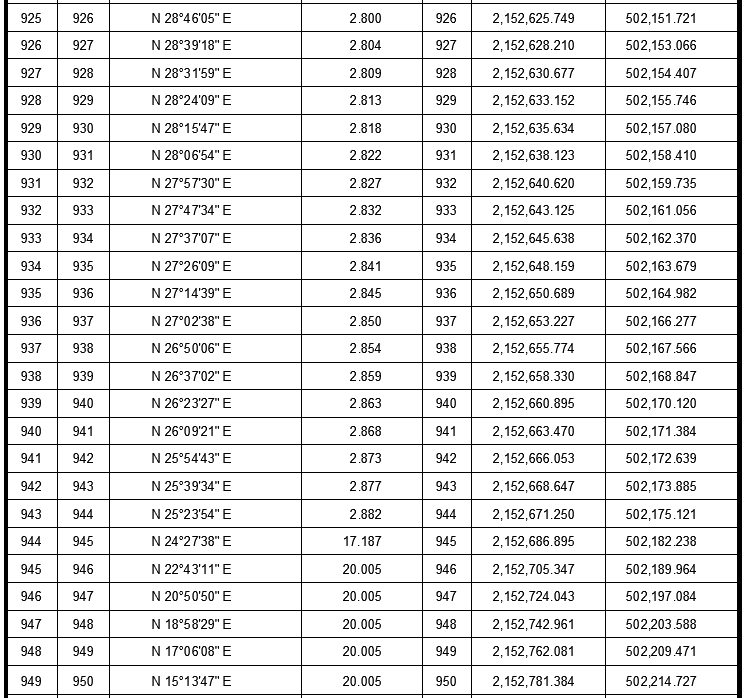 925 926 N 28°46'05" E 2.800 926 2,152,625.749 502,151.721
926 927 N 28°39'18" E 2.804 927 2,152,628.210 502,153.066
927 928 N 28°31'59" E 2.809 928 2,152,630.677 502,154.407
928 929 N 28°24'09" E 2.813 929 2,152,633.152 502,155.746
929 930 N 28°15'47" E 2.818 930 2,152,635.634 502,157.080
930 931 N 28°06'54" E 2.822 931 2,152,638.123 502,158.410
931 932 N 27°57'30" E 2.827 932 2,152,640.620 502,159.735
932 933 N 27°47'34" E 2.832 933 2,152,643.125 502,161.056
933 934 N 27°37'07" E 2.836 934 2,152,645.638 502,162.370
934 935 N 27°26'09" E 2.841 935 2,152,648.159 502,163.679
935 936 N 27°14'39" E 2.845 936 2,152,650.689 502,164.982
936 937 N 27°02'38" E 2.850 937 2,152,653.227 502,166.277
937 938 N 26°50'06" E 2.854 938 2,152,655.774 502,167.566
938 939 N 26°37'02" E 2.859 939 2,152,658.330 502,168.847
939 940 N 26°23'27" E 2.863 940 2,152,660.895 502,170.120
940 941 N 26°09'21" E 2.868 941 2,152,663.470 502,171.384
941 942 N 25°54'43" E 2.873 942 2,152,666.053 502,172.639
942 943 N 25°39'34" E 2.877 943 2,152,668.647 502,173.885
943 944 N 25°23'54" E 2.882 944 2,152,671.250 502,175.121
944 945 N 24°27'38" E 17.187 945 2,152,686.895 502,182.238
945 946 N 22°43'11" E 20.005 946 2,152,705.347 502,189.964
946 947 N 20°50'50" E 20.005 947 2,152,724.043 502,197.084
947 948 N 18°58'29" E 20.005 948 2,152,742.961 502,203.588
948 949 N 17°06'08" E 20.005 949 2,152,762.081 502,209.471
949 950 N 15°13'47" E 20.005 950 2,152,781.384 502,214.727